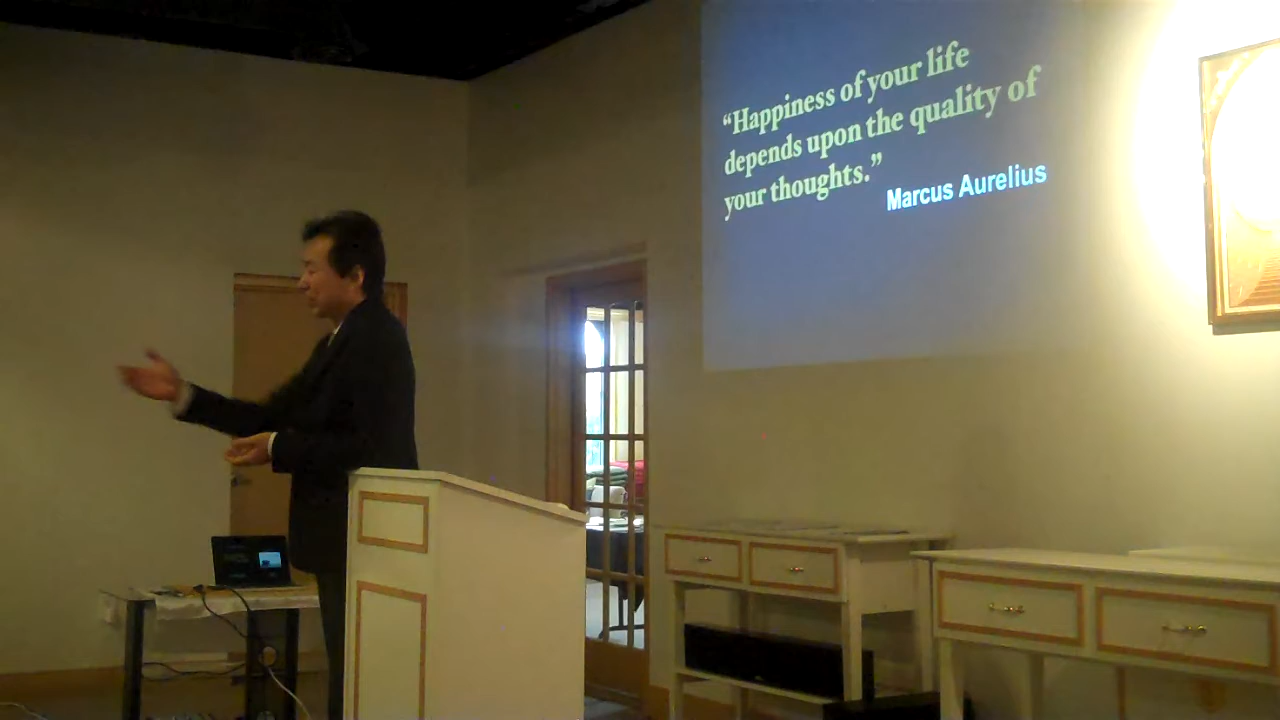 “Happiness of your life
depends upon the quality of
your thoughts.”
Marcus Aurelius